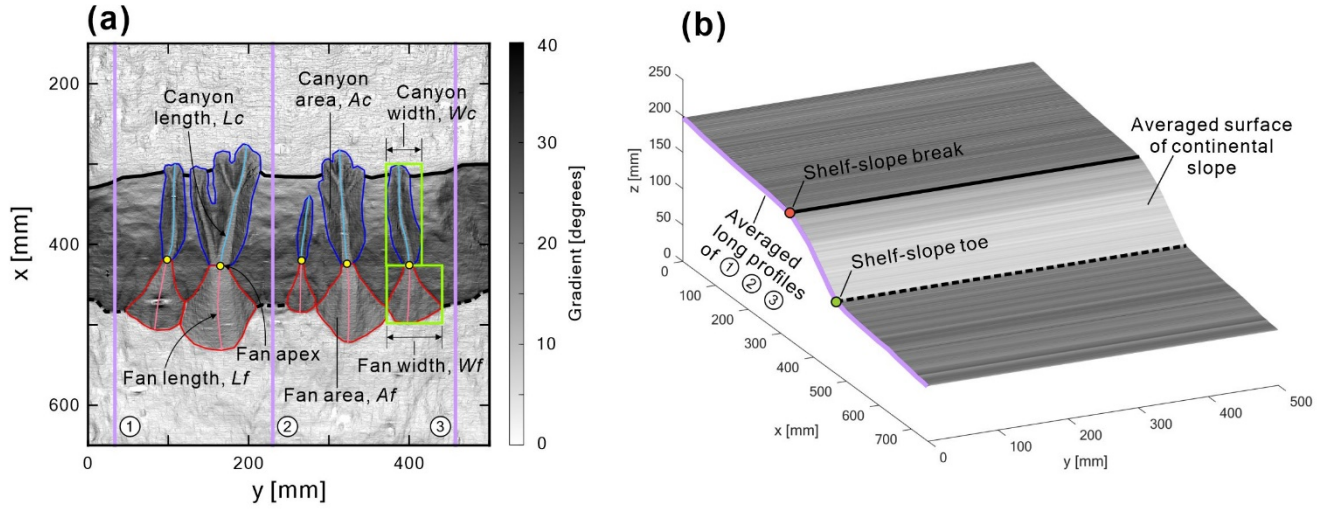 (a)
200
400
600
x [mm]
0
200
400
y [mm]
Canyon
length, Lc
Canyon
area, Ac
Canyon
width, Wc
Fan apex
Fan length, Lf
Fan area, Af
Fan width, Wf
① ② ③
40
30
20
10
0
Gradient [degrees]
(b)
250
200
150
100
50
0
z [mm]
Shelf-slope break
Averaged surface
of continental
slope
Averaged
long profiles
of ① ② ③
Shelf-slope toe
100
200
300
400
500
600
700
x [mm]
0
100
200
300
400
500
y [mm]